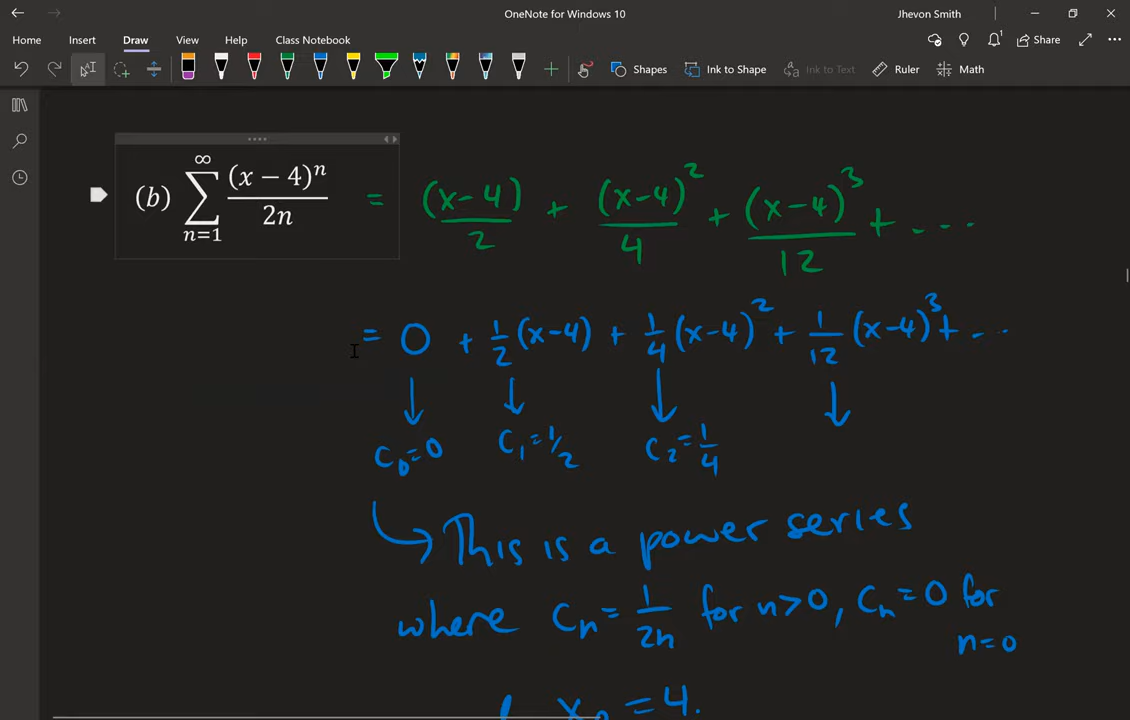 OneNote for Windows 10
Jhevon Smith
Home Insert Draw View Help Class Notebook
Share
Shapes Ink to Shape Ink to Text Ruler Math
(b) ∑_{n=1}^{∞} (x − 4)^n / 2n = (x-4)/2 + (x-4)^2/4 + (x-4)^3/12 + ...
= 0 + 1/2 (x-4) + 1/4 (x-4)^2 + 1/12 (x-4)^3 + ...
c_0=0 c_1=1/2 c_2=1/4
This is a power series
where c_n = 1/2n for n>0, c_n=0 for
n=0
x_0 = 4.